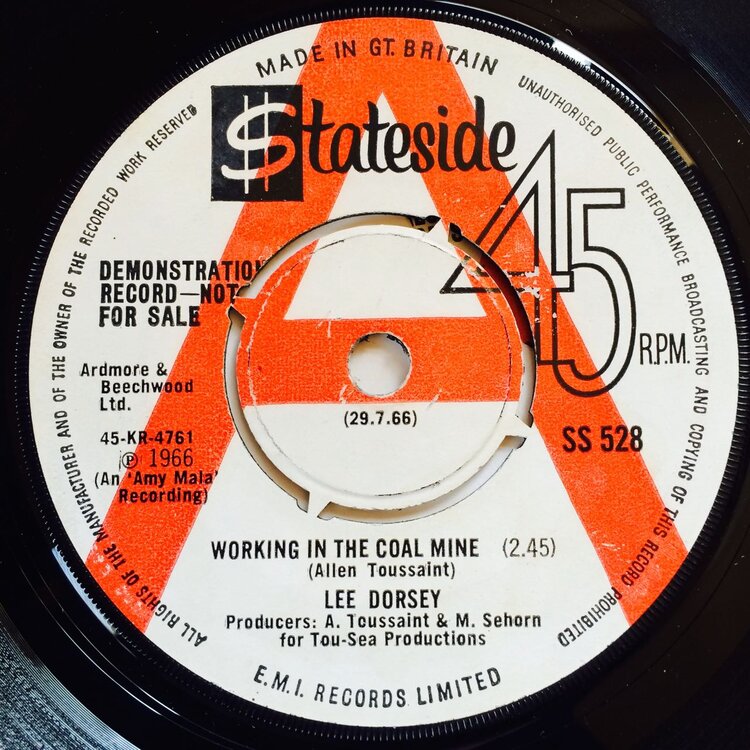 MADE IN GT. BRITAIN
$tateside
45
R.P.M.
DEMONSTRATION
RECORD—NOT
FOR SALE
Ardmore &
Beechwood
Ltd.
(29.7.66)
45-KR-4761
SS 528
℗ 1966
(An 'Amy Mala'
Recording)
WORKING IN THE COAL MINE (2.45)
(Allen Toussaint)
LEE DORSEY
Producers: A. Toussaint & M. Sehorn
for Tou-Sea Productions
E.M.I. RECORDS LIMITED
ALL RIGHTS OF THE MANUFACTURER AND OF THE OWNER OF THE RECORDED WORK RESERVED
UNAUTHORISED PUBLIC PERFORMANCE BROADCASTING AND COPYING OF THIS RECORD PROHIBITED
A